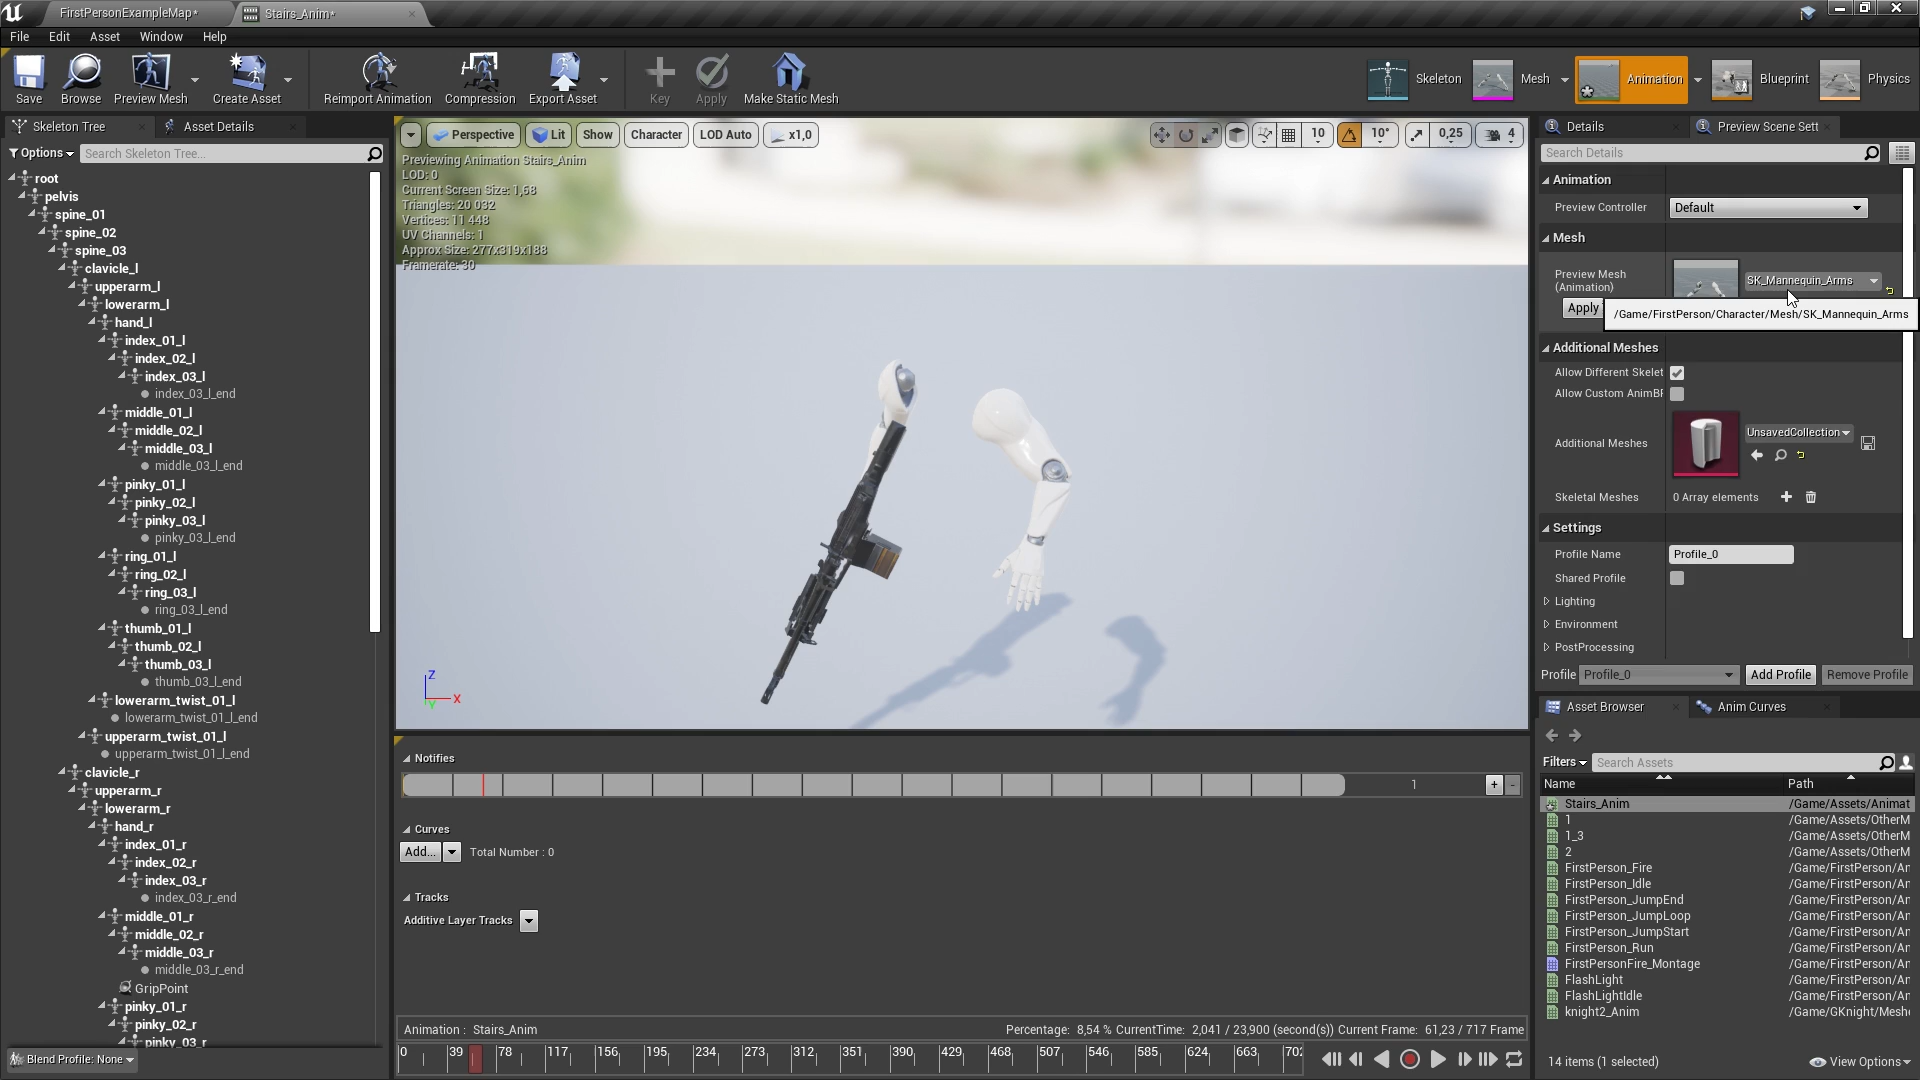 FirstPersonExampleMap*
Stairs_Anim*
File Edit Asset Window Help
Save
Browse
Preview Mesh
Create Asset
Reimport Animation
Compression
Export Asset
Key
Apply
Make Static Mesh
Skeleton
Mesh
Animation
Blueprint
Physics
Skeleton Tree
Asset Details
Options
Search Skeleton Tree...
root
pelvis
spine_01
spine_02
spine_03
clavicle_l
upperarm_l
lowerarm_l
hand_l
index_01_l
index_02_l
index_03_l
index_03_l_end
middle_01_l
middle_02_l
middle_03_l
middle_03_l_end
pinky_01_l
pinky_02_l
pinky_03_l
pinky_03_l_end
ring_01_l
ring_02_l
ring_03_l
ring_03_l_end
thumb_01_l
thumb_02_l
thumb_03_l
thumb_03_l_end
lowerarm_twist_01_l
lowerarm_twist_01_l_end
upperarm_twist_01_l
upperarm_twist_01_l_end
clavicle_r
upperarm_r
lowerarm_r
hand_r
index_01_r
index_02_r
index_03_r
index_03_r_end
middle_01_r
middle_02_r
middle_03_r
middle_03_r_end
GripPoint
pinky_01_r
pinky_02_r
pinky_03_r
Blend Profile: None
Perspective Lit Show Character LOD Auto x1,0
10 10° 0,25 4
Previewing Animation Stairs_Anim
LOD: 0
Current Screen Size: 1,68
Triangles: 20 032
Vertices: 11 448
UV Channels: 1
Approx Size: 277x319x188
Framerate: 30
Z
X
Y
Notifies
1
+ -
Curves
Add... Total Number : 0
Tracks
Additive Layer Tracks
Animation : Stairs_Anim
Percentage: 8,54 % CurrentTime: 2,041 / 23,900 (second(s)) Current Frame: 61,23 / 717 Frame
0 39 78 117 156 195 234 273 312 351 390 429 468 507 546 585 624 663 702
Details
Preview Scene Sett
Search Details
Animation
Preview Controller Default
Mesh
Preview Mesh
(Animation)
SK_Mannequin_Arms
Apply
/Game/FirstPerson/Character/Mesh/SK_Mannequin_Arms
Additional Meshes
Allow Different Skelet
Allow Custom AnimBF
Additional Meshes
UnsavedCollection
Skeletal Meshes 0 Array elements
Settings
Profile Name Profile_0
Shared Profile
Lighting
Environment
PostProcessing
Profile Profile_0 Add Profile Remove Profile
Asset Browser
Anim Curves
Filters Search Assets
Name Path
Stairs_Anim /Game/Assets/Animat
1 /Game/Assets/OtherM
1_3 /Game/Assets/OtherM
2 /Game/Assets/OtherM
FirstPerson_Fire /Game/FirstPerson/An
FirstPerson_Idle /Game/FirstPerson/An
FirstPerson_JumpEnd /Game/FirstPerson/An
FirstPerson_JumpLoop /Game/FirstPerson/An
FirstPerson_JumpStart /Game/FirstPerson/An
FirstPerson_Run /Game/FirstPerson/An
FirstPersonFire_Montage /Game/FirstPerson/An
FlashLight /Game/FirstPerson/An
FlashLightIdle /Game/FirstPerson/An
knight2_Anim /Game/GKnight/Meshe
14 items (1 selected)
View Options